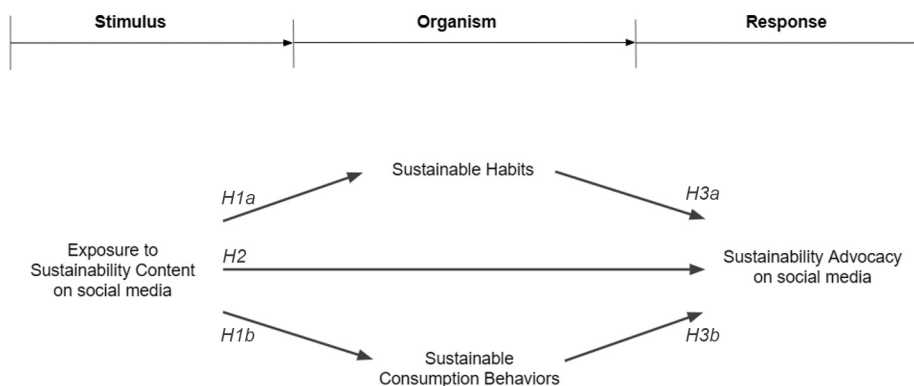 Stimulus
Organism
Response
Sustainable Habits
H1a
H3a
Exposure to
Sustainability Content
on social media
H2
Sustainability Advocacy
on social media
H1b
H3b
Sustainable
Consumption Behaviors